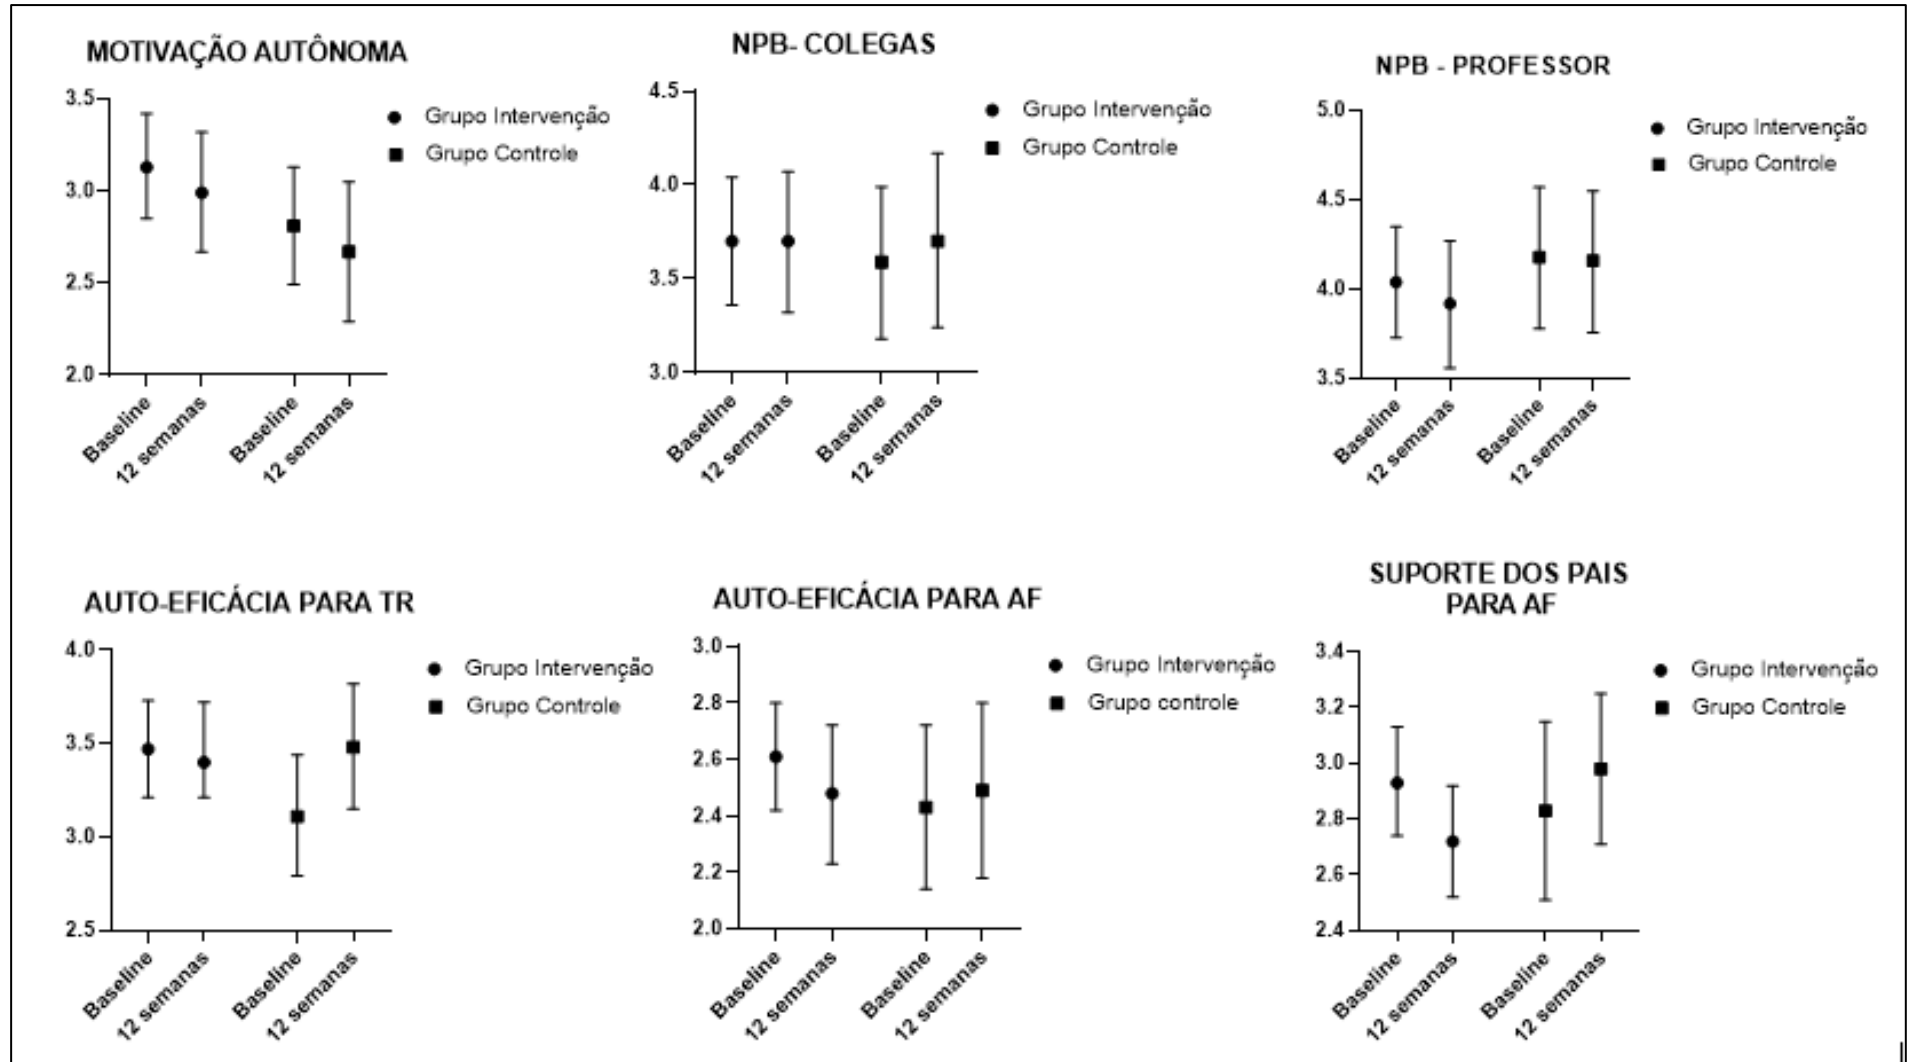 MOTIVAÇÃO AUTÔNOMA
3.5
3.0
2.5
2.0
Grupo Intervenção
Grupo Controle
Baseline
12 semanas
Baseline
12 semanas
NPB- COLEGAS
4.5
4.0
3.5
3.0
Grupo Intervenção
Grupo Controle
Baseline
12 semanas
Baseline
12 semanas
NPB - PROFESSOR
5.0
4.5
4.0
3.5
Grupo Intervenção
Grupo Controle
Baseline
12 semanas
Baseline
12 semanas
AUTO-EFICÁCIA PARA TR
4.0
3.5
3.0
2.5
Grupo Intervenção
Grupo Controle
Baseline
12 semanas
Baseline
12 semanas
AUTO-EFICÁCIA PARA AF
3.0
2.8
2.6
2.4
2.2
2.0
Grupo Intervenção
Grupo controle
Baseline
12 semanas
Baseline
12 semanas
SUPORTE DOS PAIS
PARA AF
3.4
3.2
3.0
2.8
2.6
2.4
Grupo Intervenção
Grupo Controle
Baseline
12 semanas
Baseline
12 semanas